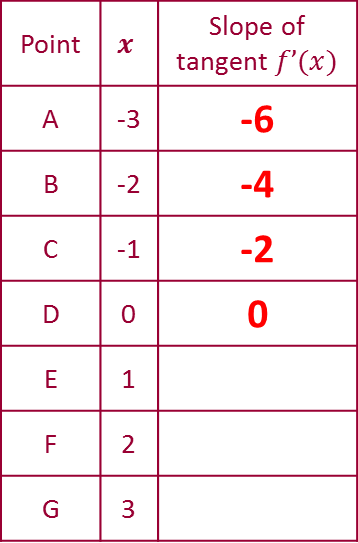 Point x Slope of
tangent f'(x)
A -3 -6
B -2 -4
C -1 -2
D 0 0
E 1
F 2
G 3